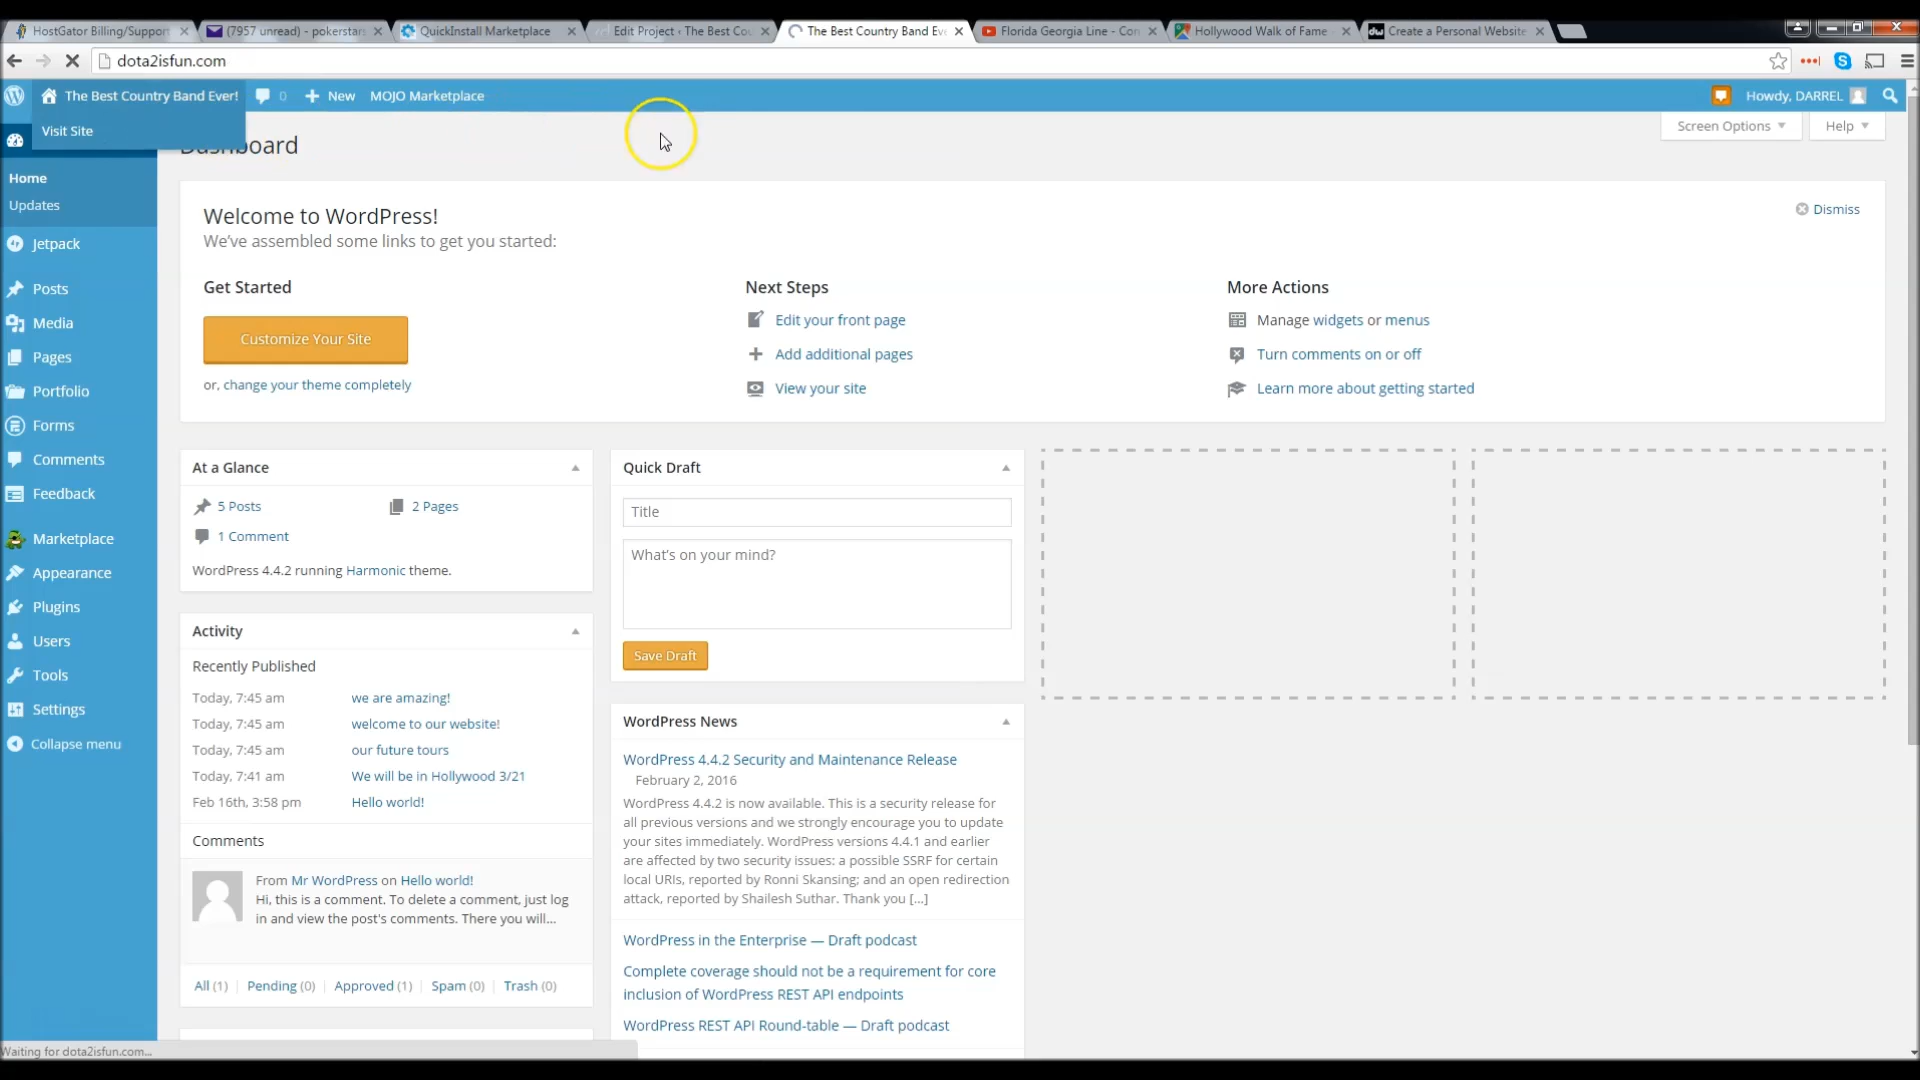 HostGator Billing/Support
(7957 unread) - pokerstars
QuickInstall Marketplace
Edit Project ‹ The Best Cou
The Best Country Band Eve
Florida Georgia Line - Con
Hollywood Walk of Fame
Create a Personal Website
dota2isfun.com
The Best Country Band Ever!
0
New
MOJO Marketplace
Howdy, DARREL
Visit Site
Dashboard
Screen Options
Help
Home
Updates
Jetpack
Posts
Media
Pages
Portfolio
Forms
Comments
Feedback
Marketplace
Appearance
Plugins
Users
Tools
Settings
Collapse menu
Welcome to WordPress!
We've assembled some links to get you started:
Dismiss
Get Started
Customize Your Site
or, change your theme completely
Next Steps
Edit your front page
Add additional pages
View your site
More Actions
Manage widgets or menus
Turn comments on or off
Learn more about getting started
At a Glance
5 Posts
2 Pages
1 Comment
WordPress 4.4.2 running Harmonic theme.
Activity
Recently Published
Today, 7:45 am we are amazing!
Today, 7:45 am welcome to our website!
Today, 7:45 am our future tours
Today, 7:41 am We will be in Hollywood 3/21
Feb 16th, 3:58 pm Hello world!
Comments
From Mr WordPress on Hello world!
Hi, this is a comment. To delete a comment, just log
in and view the post's comments. There you will...
All (1) | Pending (0) | Approved (1) | Spam (0) | Trash (0)
Quick Draft
Title
What's on your mind?
Save Draft
WordPress News
WordPress 4.4.2 Security and Maintenance Release
February 2, 2016
WordPress 4.4.2 is now available. This is a security release for
all previous versions and we strongly encourage you to update
your sites immediately. WordPress versions 4.4.1 and earlier
are affected by two security issues: a possible SSRF for certain
local URIs, reported by Ronni Skansing; and an open redirection
attack, reported by Shailesh Suthar. Thank you [...]
WordPress in the Enterprise — Draft podcast
Complete coverage should not be a requirement for core
inclusion of WordPress REST API endpoints
WordPress REST API Round-table — Draft podcast
Waiting for dota2isfun.com...